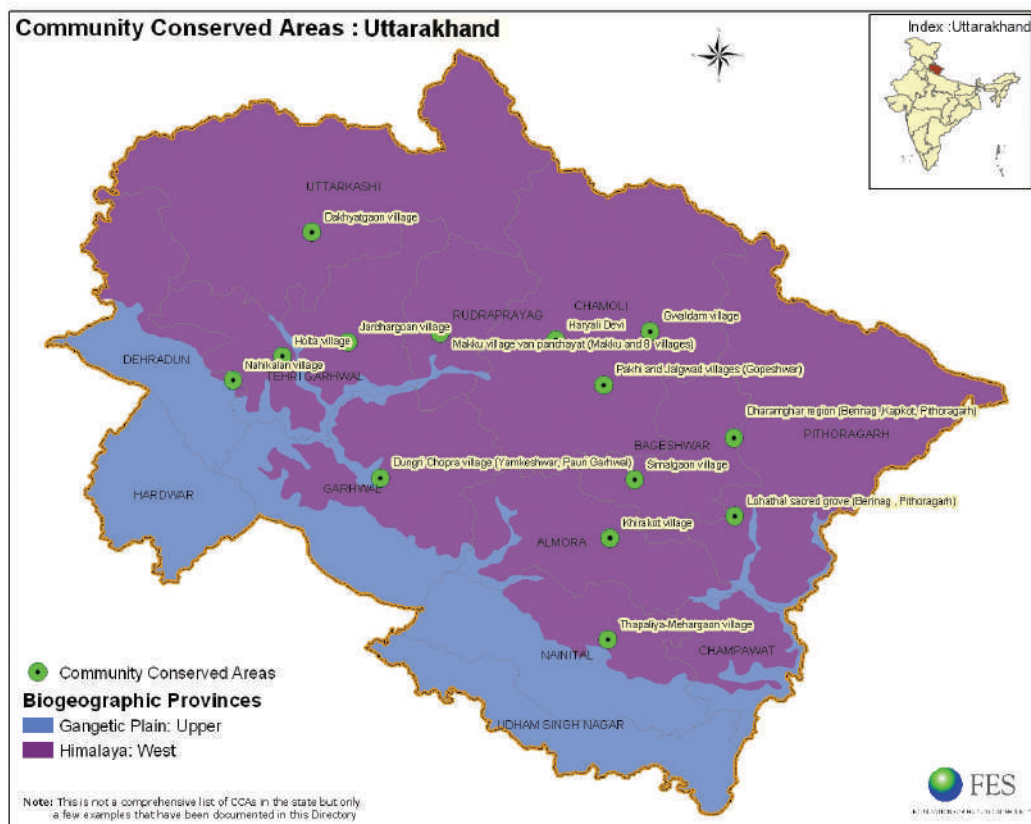 Community Conserved Areas : Uttarakhand
Index :Uttarakhand
UTTARKASHI
Dakhyatgaon village
RUDRAPRAYAG
CHAMOLI
Gwaldam village
Jardhargoan village
Haryali Devi
Holta village
Makku village van panchayat (Makku and 8 villages)
DEHRADUN
Nahikalan village
TEHRI GARHWAL
Pakhi and Jalgwad villages (Gopeshwar)
Dharamghar region (Berinag ,Kapkot, Pithoragarh)
BAGESHWAR
PITHORAGARH
Dungri Chopra village (Yamkeshwar, Pauri Garhwal)
Simalgaon village
GARHWAL
HARDWAR
Lohathal sacred grove (Berinag , Pithoragarh)
Khirakot village
ALMORA
Thapaliya-Mehargaon village
NAINITAL
CHAMPAWAT
UDHAM SINGH NAGAR
Community Conserved Areas
Biogeographic Provinces
Gangetic Plain: Upper
Himalaya: West
Note: This is not a comprehensive list of CCAs in the state but only
a few examples that have been documented in this Directory
FES